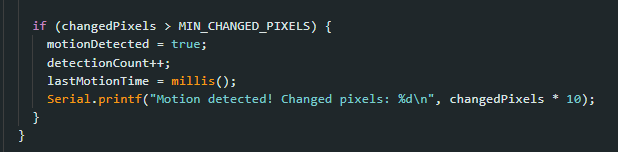 if (changedPixels > MIN_CHANGED_PIXELS) {
motionDetected = true;
detectionCount++;
lastMotionTime = millis();
Serial.printf("Motion detected! Changed pixels: %d\n", changedPixels * 10);
}
}